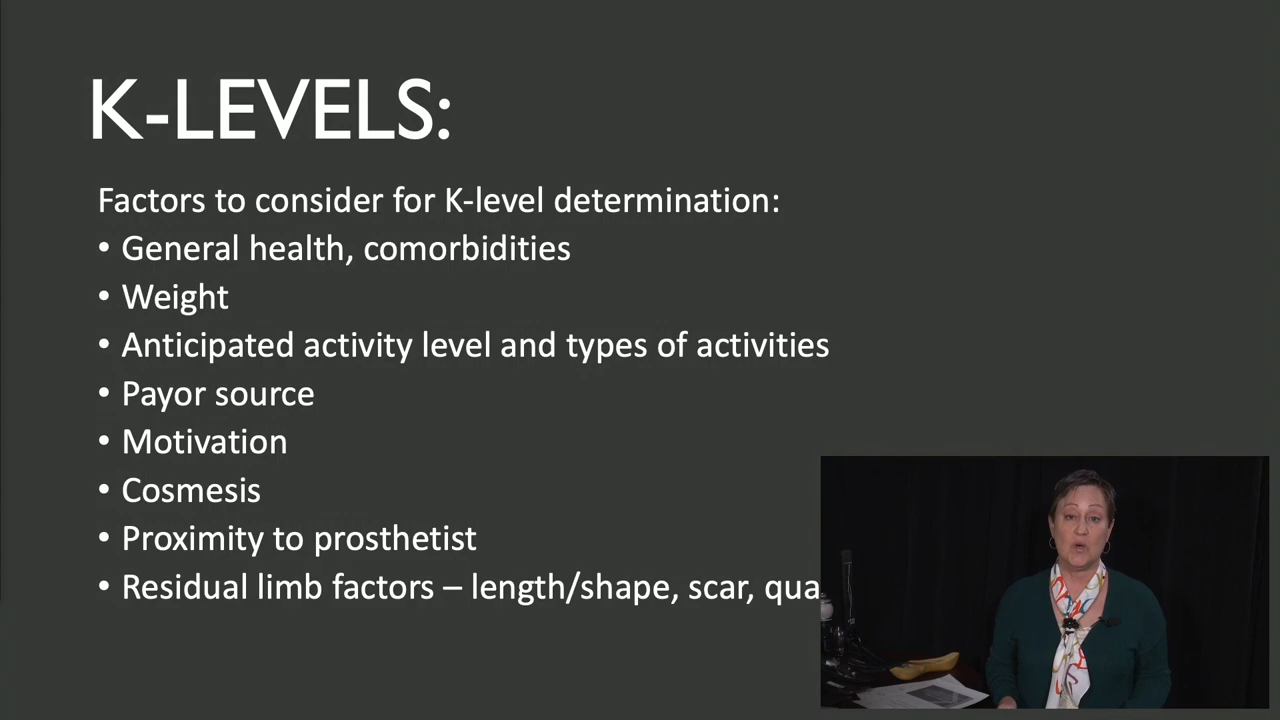 K-LEVELS:
Factors to consider for K-level determination:
• General health, comorbidities
• Weight
• Anticipated activity level and types of activities
• Payor source
• Motivation
• Cosmesis
• Proximity to prosthetist
• Residual limb factors – length/shape, scar,